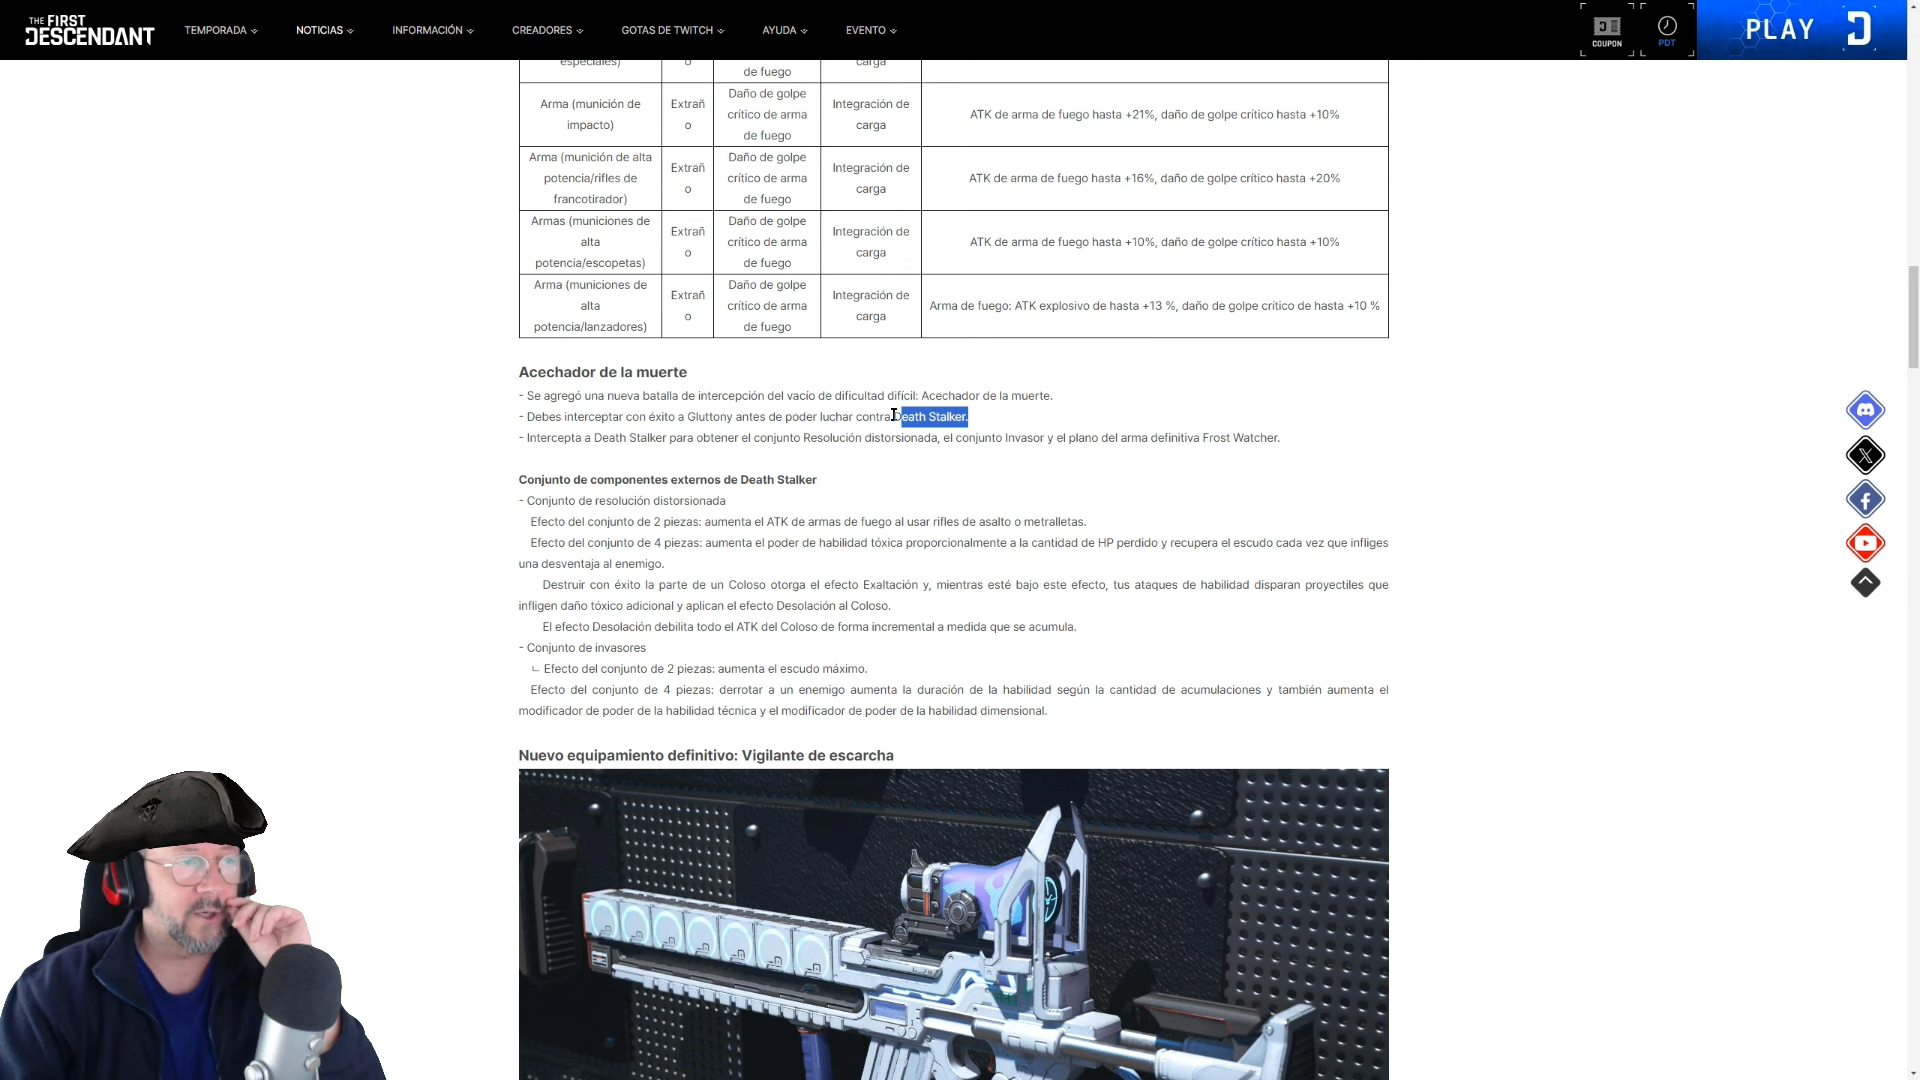 THE FIRST
DESCENDANT
TEMPORADA
NOTICIAS
INFORMACIÓN
CREADORES
GOTAS DE TWITCH
AYUDA
EVENTO
COUPON
PDT
PLAY
especiales)
o
de fuego
carga
Arma (munición de
impacto)
Extrañ
o
Daño de golpe
crítico de arma
de fuego
Integración de
carga
ATK de arma de fuego hasta +21%, daño de golpe crítico hasta +10%
Arma (munición de alta
potencia/rifles de
francotirador)
Extrañ
o
Daño de golpe
crítico de arma
de fuego
Integración de
carga
ATK de arma de fuego hasta +16%, daño de golpe crítico hasta +20%
Armas (municiones de
alta
potencia/escopetas)
Extrañ
o
Daño de golpe
crítico de arma
de fuego
Integración de
carga
ATK de arma de fuego hasta +10%, daño de golpe crítico hasta +10%
Arma (municiones de
alta
potencia/lanzadores)
Extrañ
o
Daño de golpe
crítico de arma
de fuego
Integración de
carga
Arma de fuego: ATK explosivo de hasta +13 %, daño de golpe crítico de hasta +10 %
Acechador de la muerte
- Se agregó una nueva batalla de intercepción del vacío de dificultad difícil: Acechador de la muerte.
- Debes interceptar con éxito a Gluttony antes de poder luchar contra Death Stalker.
- Intercepta a Death Stalker para obtener el conjunto Resolución distorsionada, el conjunto Invasor y el plano del arma definitiva Frost Watcher.
Conjunto de componentes externos de Death Stalker
- Conjunto de resolución distorsionada
Efecto del conjunto de 2 piezas: aumenta el ATK de armas de fuego al usar rifles de asalto o metralletas.
Efecto del conjunto de 4 piezas: aumenta el poder de habilidad tóxica proporcionalmente a la cantidad de HP perdido y recupera el escudo cada vez que infliges
una desventaja al enemigo.
Destruir con éxito la parte de un Coloso otorga el efecto Exaltación y, mientras esté bajo este efecto, tus ataques de habilidad disparan proyectiles que
infligen daño tóxico adicional y aplican el efecto Desolación al Coloso.
El efecto Desolación debilita todo el ATK del Coloso de forma incremental a medida que se acumula.
- Conjunto de invasores
ㄴ Efecto del conjunto de 2 piezas: aumenta el escudo máximo.
Efecto del conjunto de 4 piezas: derrotar a un enemigo aumenta la duración de la habilidad según la cantidad de acumulaciones y también aumenta el
modificador de poder de la habilidad técnica y el modificador de poder de la habilidad dimensional.
Nuevo equipamiento definitivo: Vigilante de escarcha